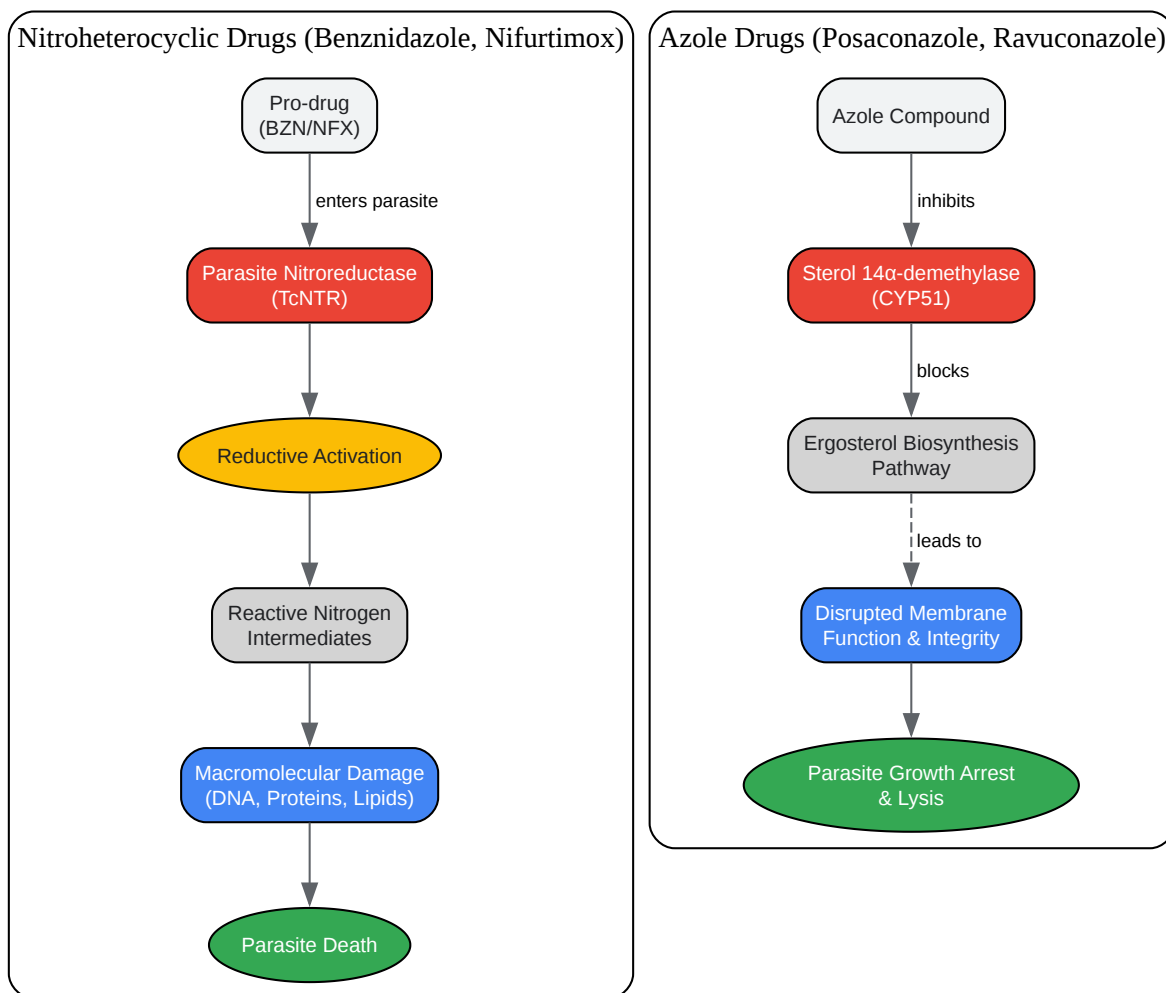 Nitroheterocyclic Drugs (Benznidazole, Nifurtimox)
Pro-drug
(BZN/NFX)
enters parasite
Parasite Nitroreductase
(TcNTR)
Reductive Activation
Reactive Nitrogen
Intermediates
Macromolecular Damage
(DNA, Proteins, Lipids)
Parasite Death
Azole Drugs (Posaconazole, Ravuconazole)
Azole Compound
inhibits
Sterol 14α-demethylase
(CYP51)
blocks
Ergosterol Biosynthesis
Pathway
leads to
Disrupted Membrane
Function & Integrity
Parasite Growth Arrest
& Lysis